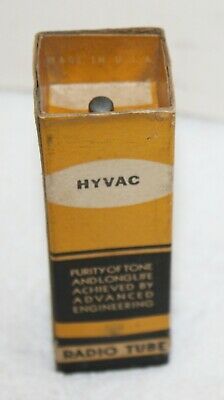 MADE IN U.S.A.
HYVAC
PURITY OF TONE
AND LONG LIFE
ACHIEVED BY
ADVANCED
ENGINEERING
RADIO TUBE